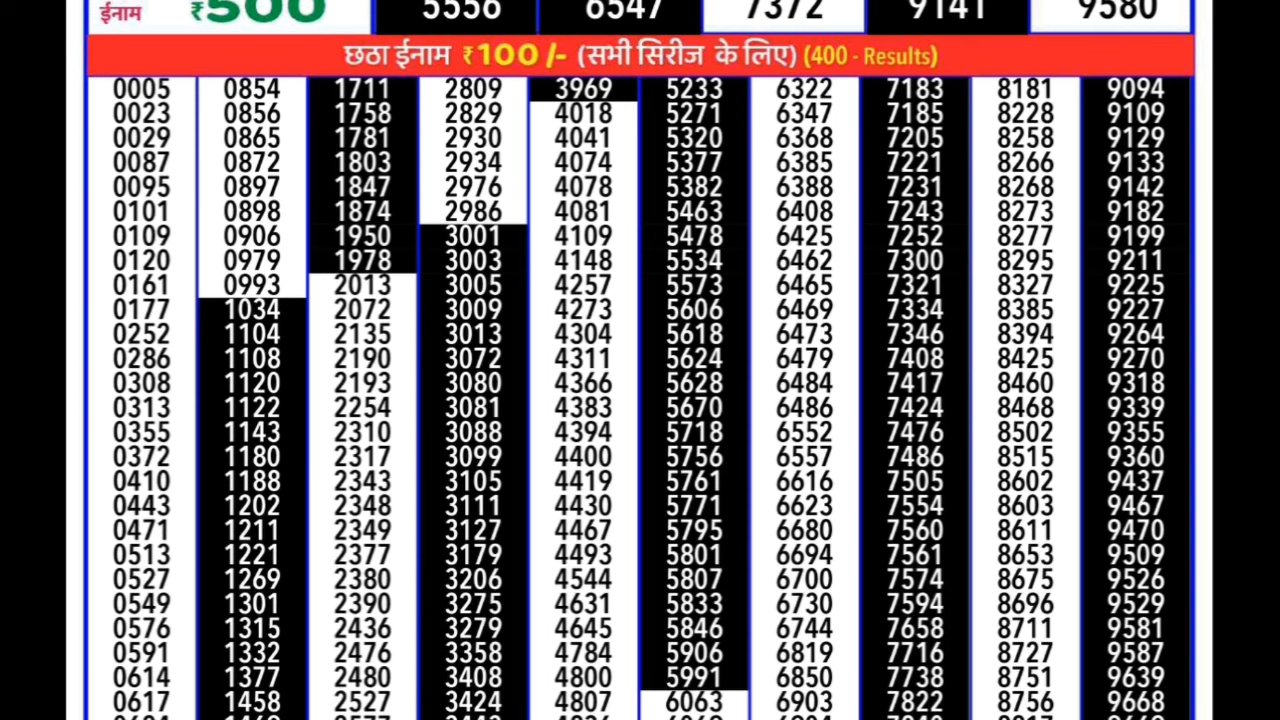 ईनाम ₹500 5556 6547 7372 9141 9580
छठा ईनाम ₹100/- (सभी सिरीज के लिए) (400 - Results)
0005 0854 1711 2809 3969 5233 6322 7183 8181 9094
0023 0856 1758 2829 4018 5271 6347 7185 8228 9109
0029 0865 1781 2930 4041 5320 6368 7205 8258 9129
0087 0872 1803 2934 4074 5377 6385 7221 8266 9133
0095 0897 1847 2976 4078 5382 6388 7231 8268 9142
0101 0898 1874 2986 4081 5463 6408 7243 8273 9182
0109 0906 1950 3001 4109 5478 6425 7252 8277 9199
0120 0979 1978 3003 4148 5534 6462 7300 8295 9211
0161 0993 2013 3005 4257 5573 6465 7321 8327 9225
0177 1034 2072 3009 4273 5606 6469 7334 8385 9227
0252 1104 2135 3013 4304 5618 6473 7346 8394 9264
0286 1108 2190 3072 4311 5624 6479 7408 8425 9270
0308 1120 2193 3080 4366 5628 6484 7417 8460 9318
0313 1122 2254 3081 4383 5670 6486 7424 8468 9339
0355 1143 2310 3088 4394 5718 6552 7476 8502 9355
0372 1180 2317 3099 4400 5756 6557 7486 8515 9360
0410 1188 2343 3105 4419 5761 6616 7505 8602 9437
0443 1202 2348 3111 4430 5771 6623 7554 8603 9467
0471 1211 2349 3127 4467 5795 6680 7560 8611 9470
0513 1221 2377 3179 4493 5801 6694 7561 8653 9509
0527 1269 2380 3206 4544 5807 6700 7574 8675 9526
0549 1301 2390 3275 4631 5833 6730 7594 8696 9529
0576 1315 2436 3279 4645 5846 6744 7658 8711 9581
0591 1332 2476 3358 4784 5906 6819 7716 8727 9587
0614 1377 2480 3408 4800 5991 6850 7738 8751 9639
0617 1458 2527 3424 4807 6063 6903 7822 8756 9668